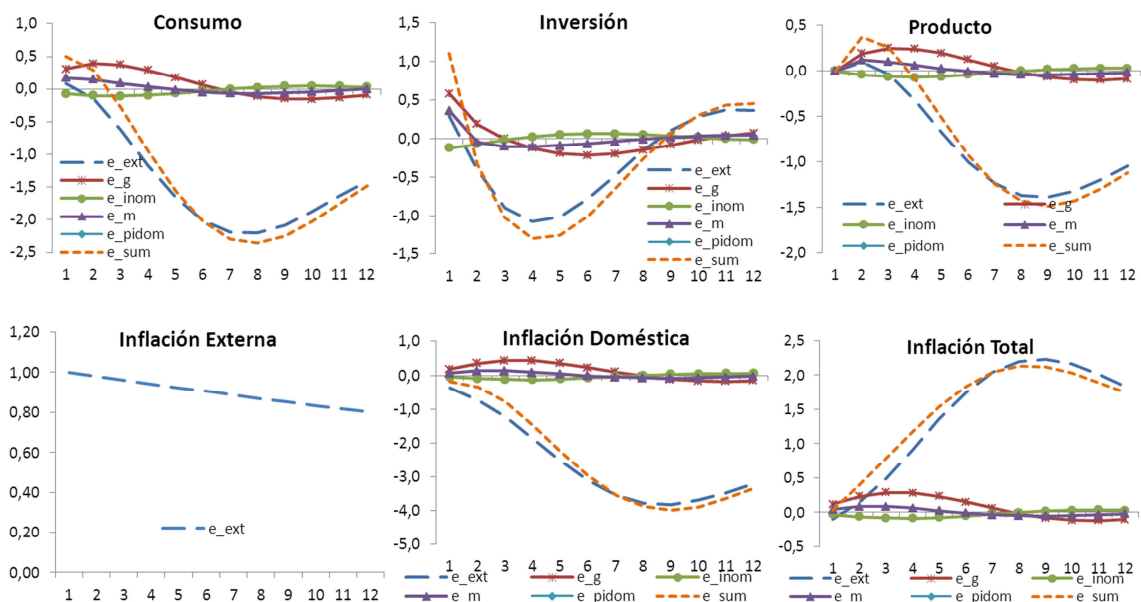 Consumo
1,0
0,5
0,0
-0,5
-1,0
-1,5
-2,0
-2,5
e_ext
e_g
e_inom
e_m
e_pidom
e_sum
1 2 3 4 5 6 7 8 9 10 11 12
Inversión
1,5
1,0
0,5
0,0
-0,5
-1,0
-1,5
e_ext
e_g
e_inom
e_m
e_pidom
e_sum
1 2 3 4 5 6 7 8 9 10 11 12
Producto
0,5
0,0
-0,5
-1,0
-1,5
-2,0
e_ext e_g
e_inom e_m
e_pidom e_sum
1 2 3 4 5 6 7 8 9 10 11 12
Inflación Externa
1,20
1,00
0,80
0,60
0,40
0,20
0,00
e_ext
1 2 3 4 5 6 7 8 9 10 11 12
Inflación Doméstica
1,0
0,0
-1,0
-2,0
-3,0
-4,0
-5,0
1 2 3 4 5 6 7 8 9 10 11 12
e_ext e_g e_inom
e_m e_pidom e_sum
Inflación Total
2,5
2,0
1,5
1,0
0,5
0,0
-0,5
1 2 3 4 5 6 7 8 9 10 11 12
e_ext e_g e_inom
e_m e_pidom e_sum